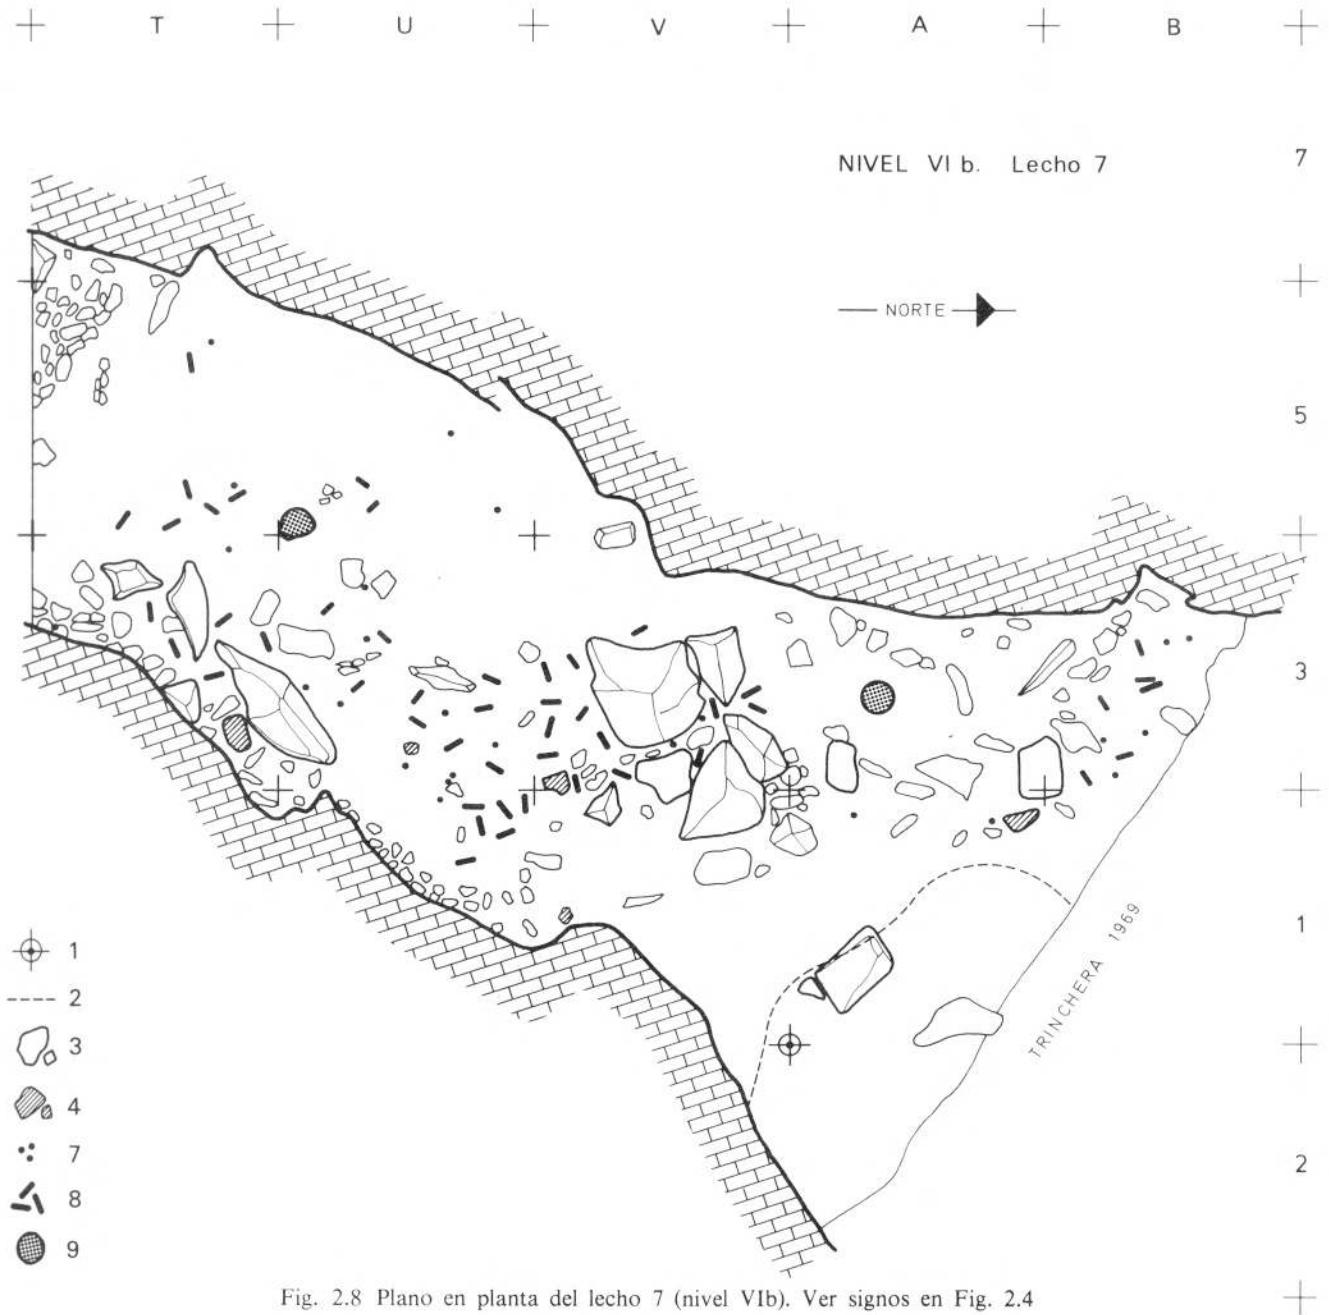 T U V A B
NIVEL VI b. Lecho 7
7
NORTE
5
3
1
TRINCHERA 1969
2
1
2
3
4
7
8
9
Fig. 2.8 Plano en planta del lecho 7 (nivel VIb). Ver signos en Fig. 2.4